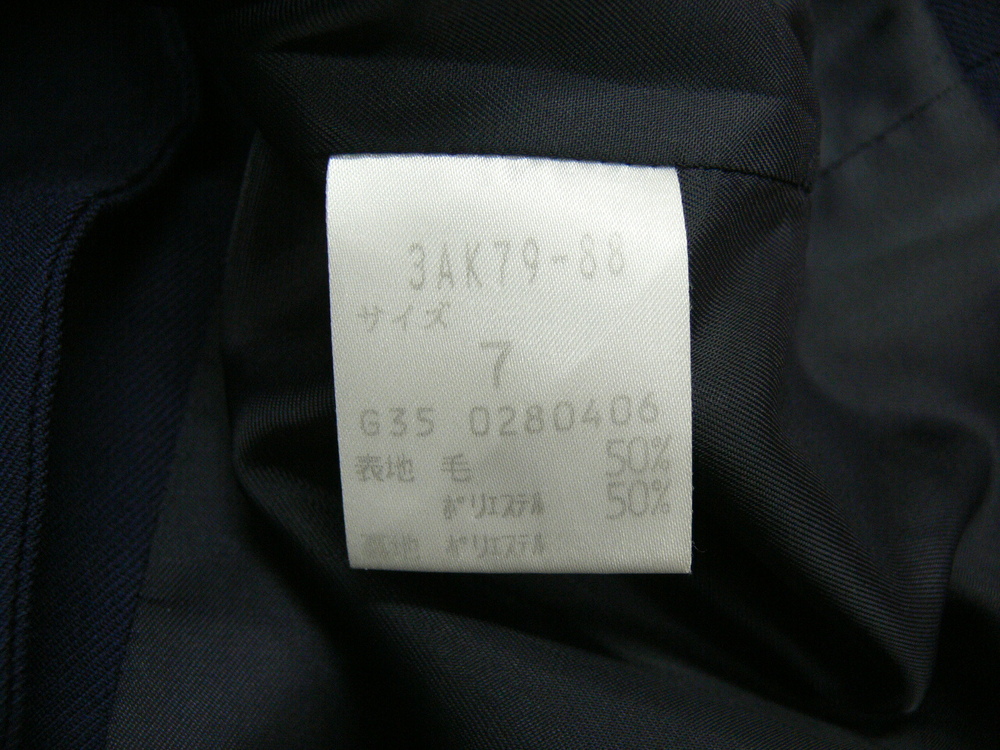 3AK79-88
サイズ
7
G35 0280406
表地 毛 50%
ポリエステル 50%
裏地 ポリエステル